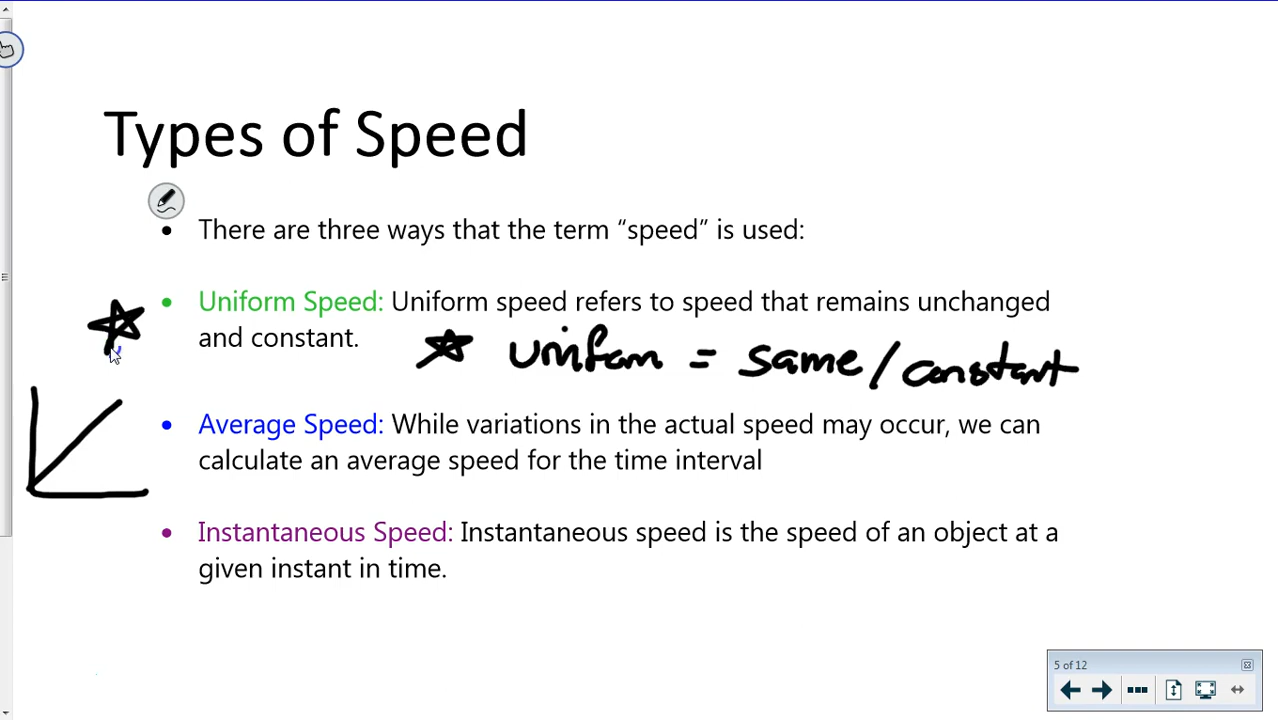 Types of Speed
• There are three ways that the term “speed” is used:
• Uniform Speed: Uniform speed refers to speed that remains unchanged
and constant.
uniform = same/constant
• Average Speed: While variations in the actual speed may occur, we can
calculate an average speed for the time interval
• Instantaneous Speed: Instantaneous speed is the speed of an object at a
given instant in time.
5 of 12